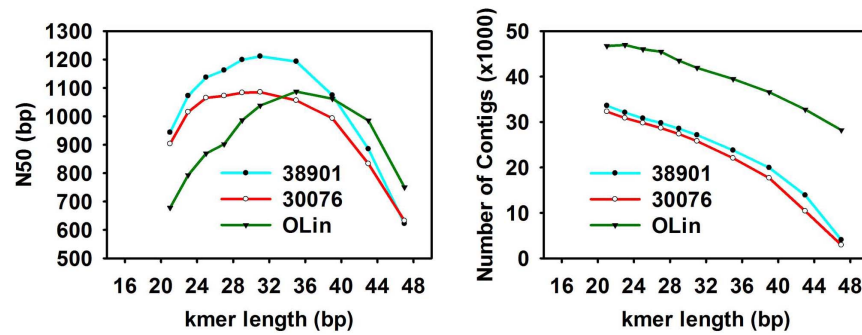 1300
1200
1100
1000
900
800
700
600
500
N50 (bp)
38901
30076
OLin
16 20 24 28 32 36 40 44 48
kmer length (bp)
50
40
30
20
10
0
Number of Contigs (x1000)
38901
30076
OLin
16 20 24 28 32 36 40 44 48
kmer length (bp)